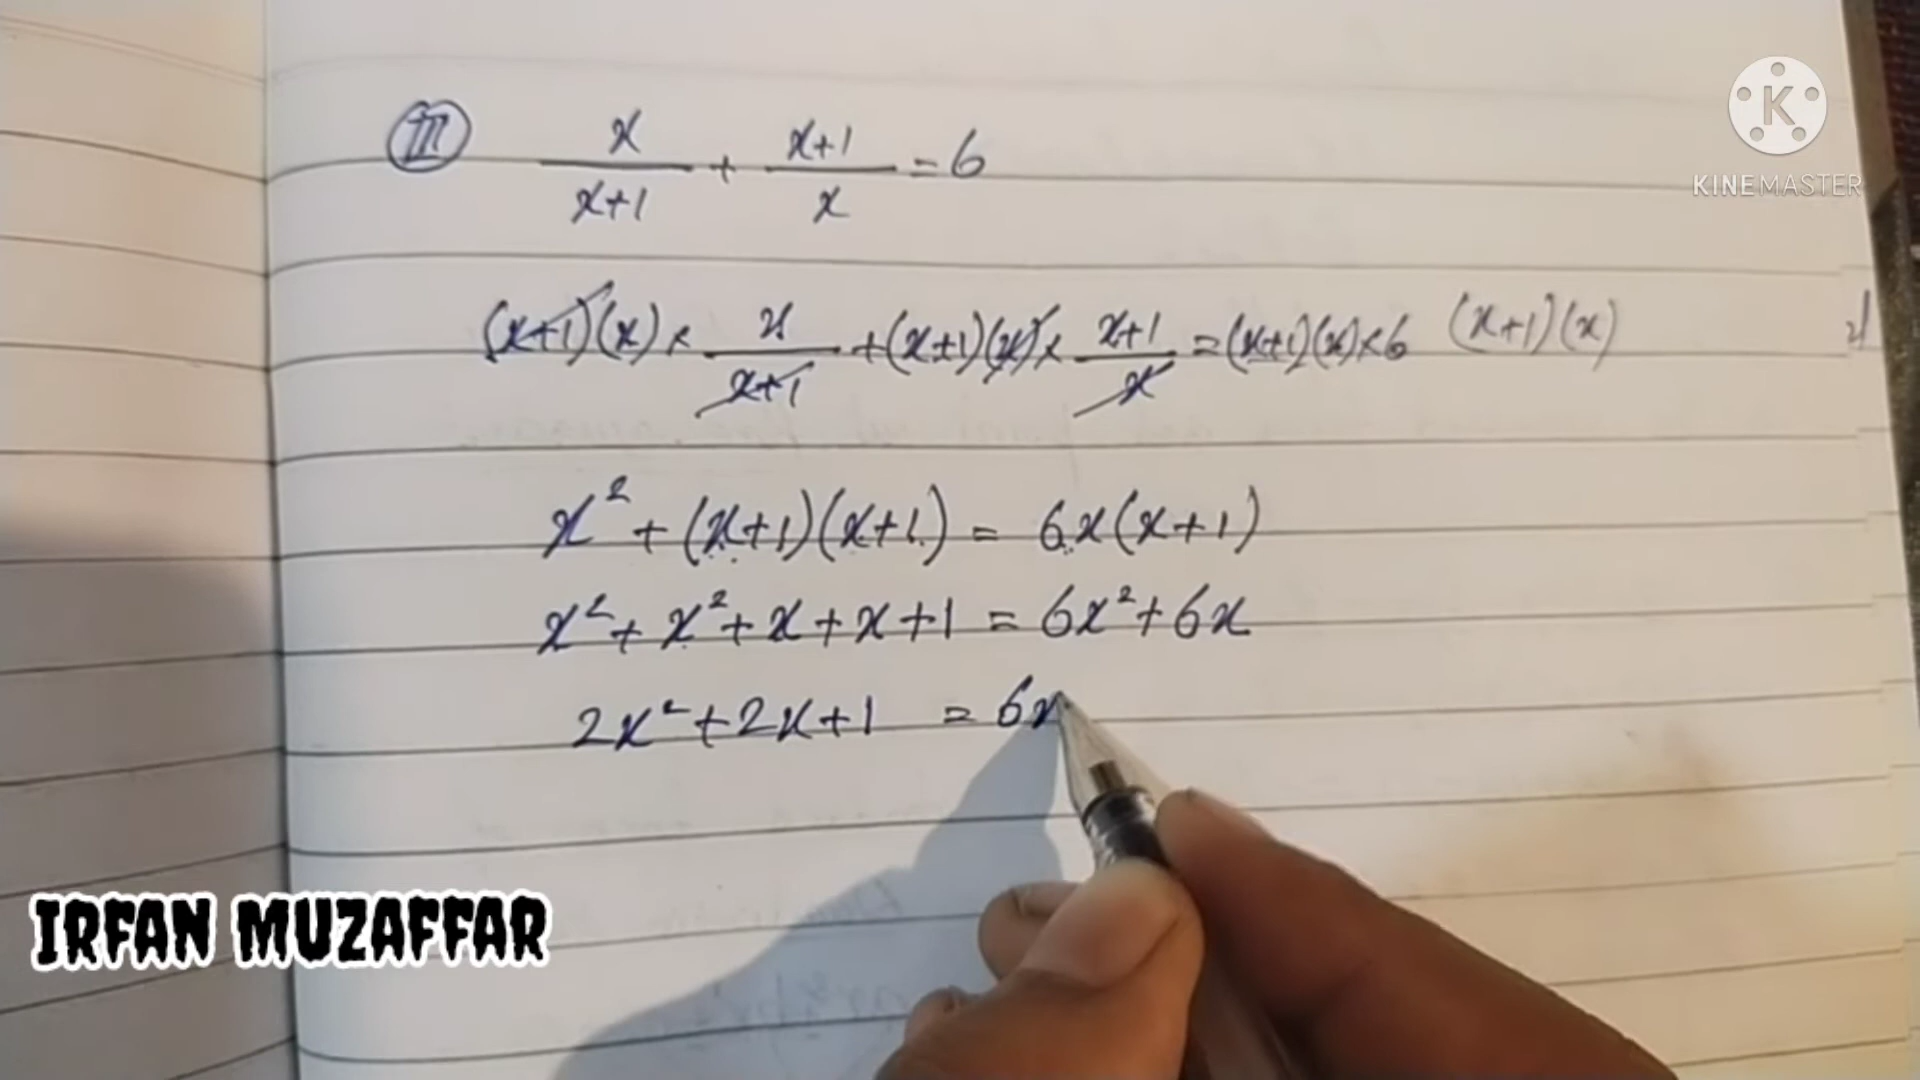 K
KINEMASTER
(III) x/(x+1) + (x+1)/x = 6
(x+1)(x) × x/(x+1) + (x+1)(x) × (x+1)/x = (x+1)(x) × 6 (x+1)(x)
x² + (x+1)(x+1) = 6x(x+1)
x² + x² + x + x + 1 = 6x² + 6x
2x² + 2x + 1 = 6x
IRFAN MUZAFFAR